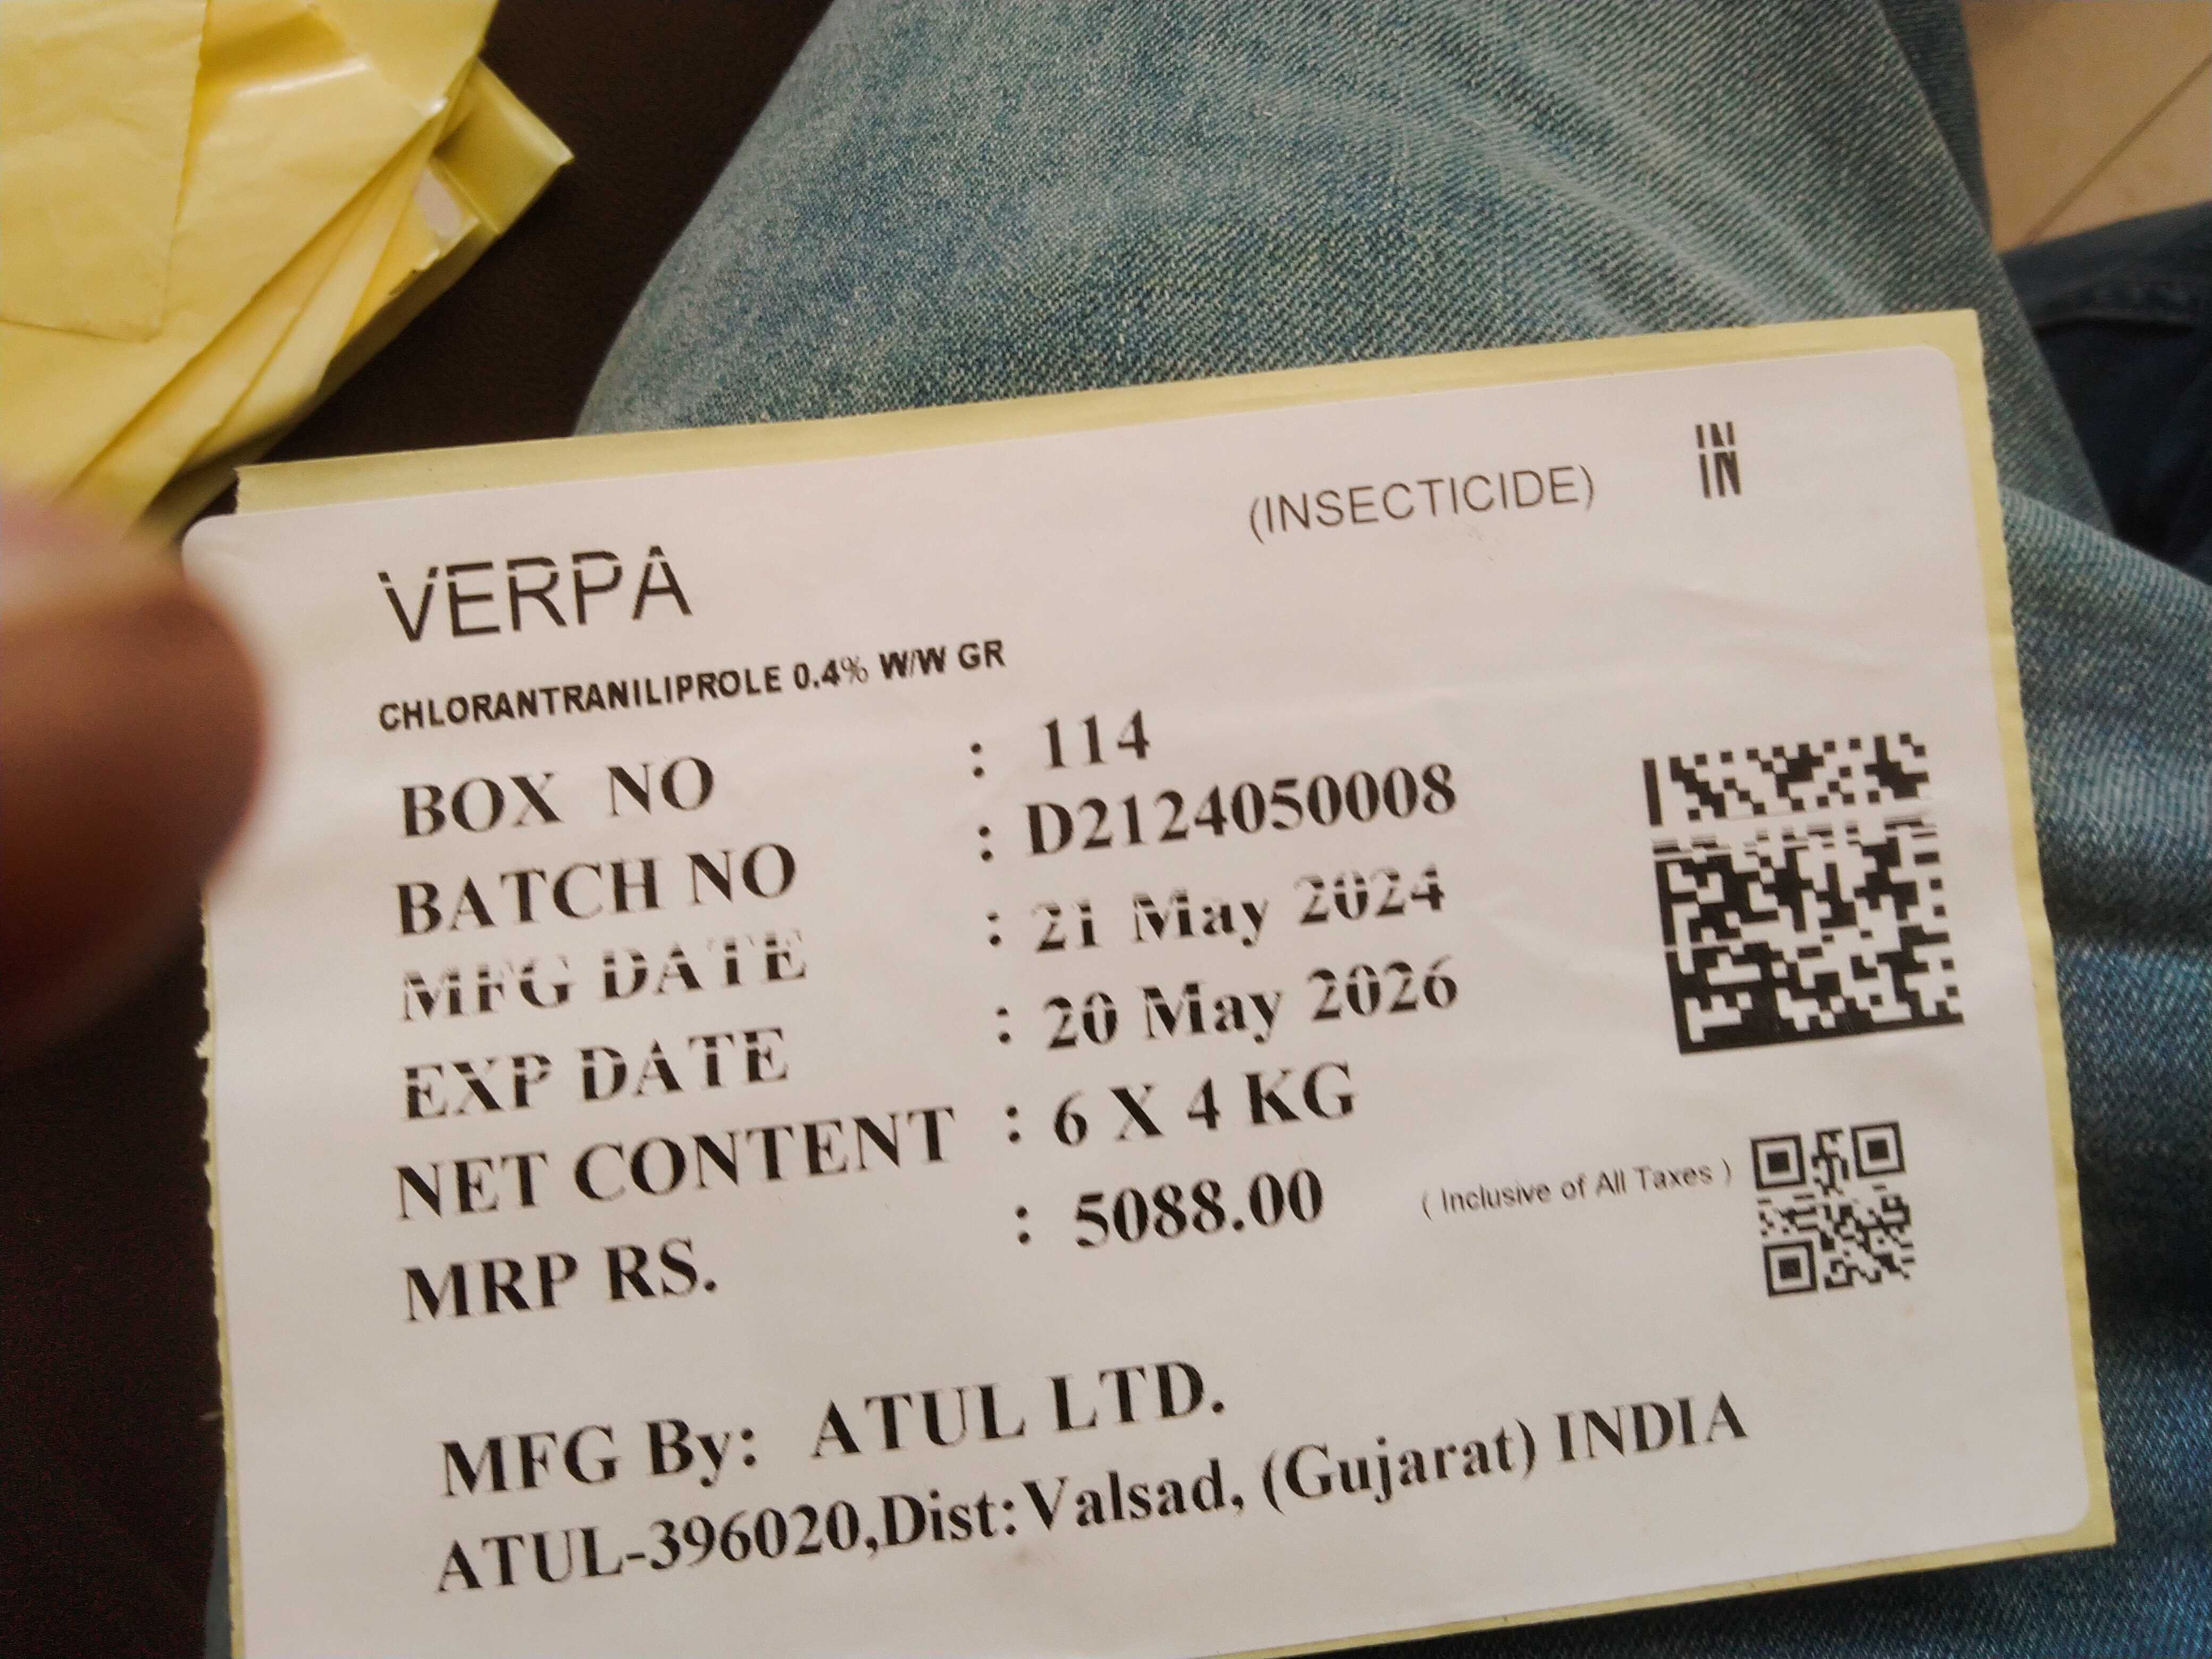 (INSECTICIDE) IN
VERPA
CHLORANTRANILIPROLE 0.4% W/W GR
BOX NO : 114
BATCH NO : D2124050008
MFG DATE : 21 May 2024
EXP DATE : 20 May 2026
NET CONTENT : 6 X 4 KG
MRP RS. : 5088.00 ( Inclusive of All Taxes )
MFG By: ATUL LTD.
ATUL-396020,Dist:Valsad, (Gujarat) INDIA